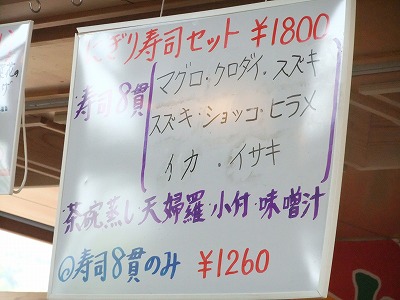 にぎり寿司セット ¥1800
寿司8貫
マグロ・クロダイ・スズキ
スズキ・ショッコ・ヒラメ
イカ・イサキ
茶碗蒸し 天婦羅・小付・味噌汁
@寿司8貫のみ ¥1260